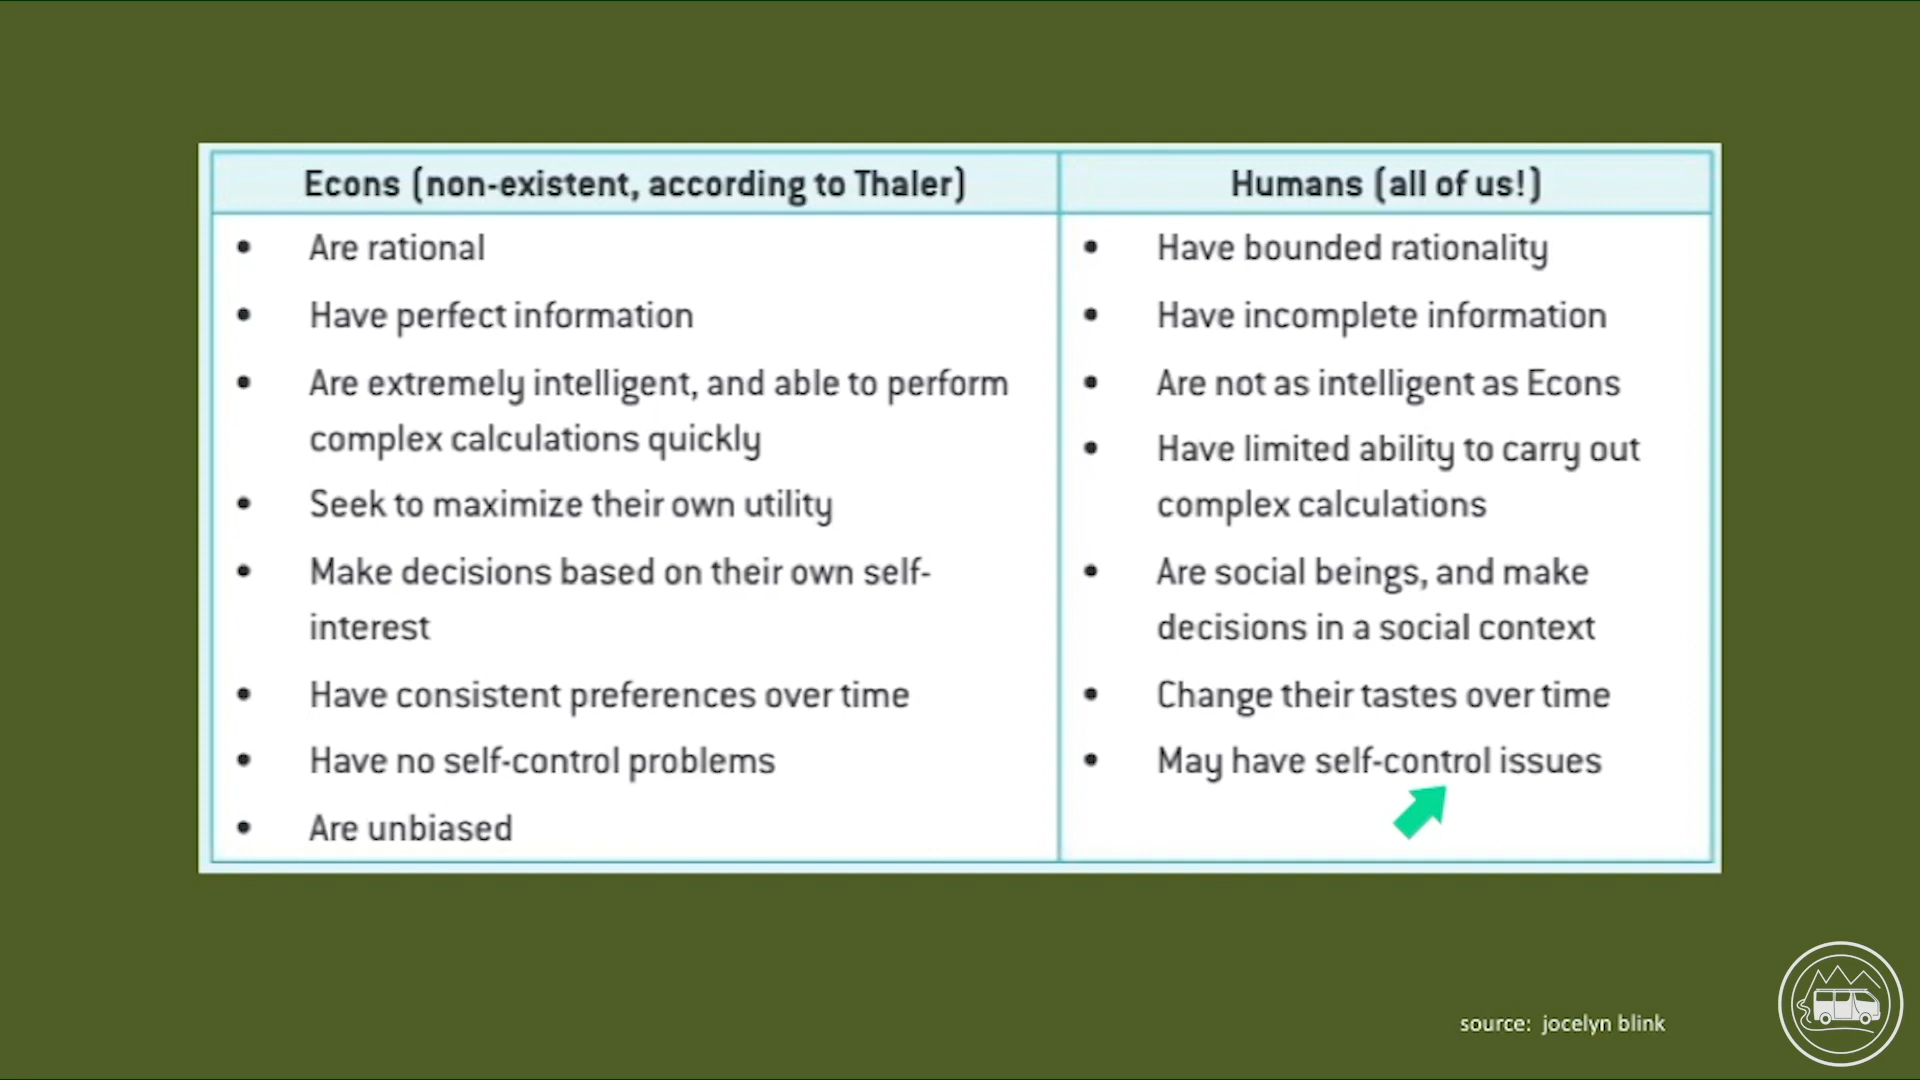 Econs (non-existent, according to Thaler)
• Are rational
• Have perfect information
• Are extremely intelligent, and able to perform
complex calculations quickly
• Seek to maximize their own utility
• Make decisions based on their own self-
interest
• Have consistent preferences over time
• Have no self-control problems
• Are unbiased
Humans (all of us!)
• Have bounded rationality
• Have incomplete information
• Are not as intelligent as Econs
• Have limited ability to carry out
complex calculations
• Are social beings, and make
decisions in a social context
• Change their tastes over time
• May have self-control issues
source: jocelyn blink